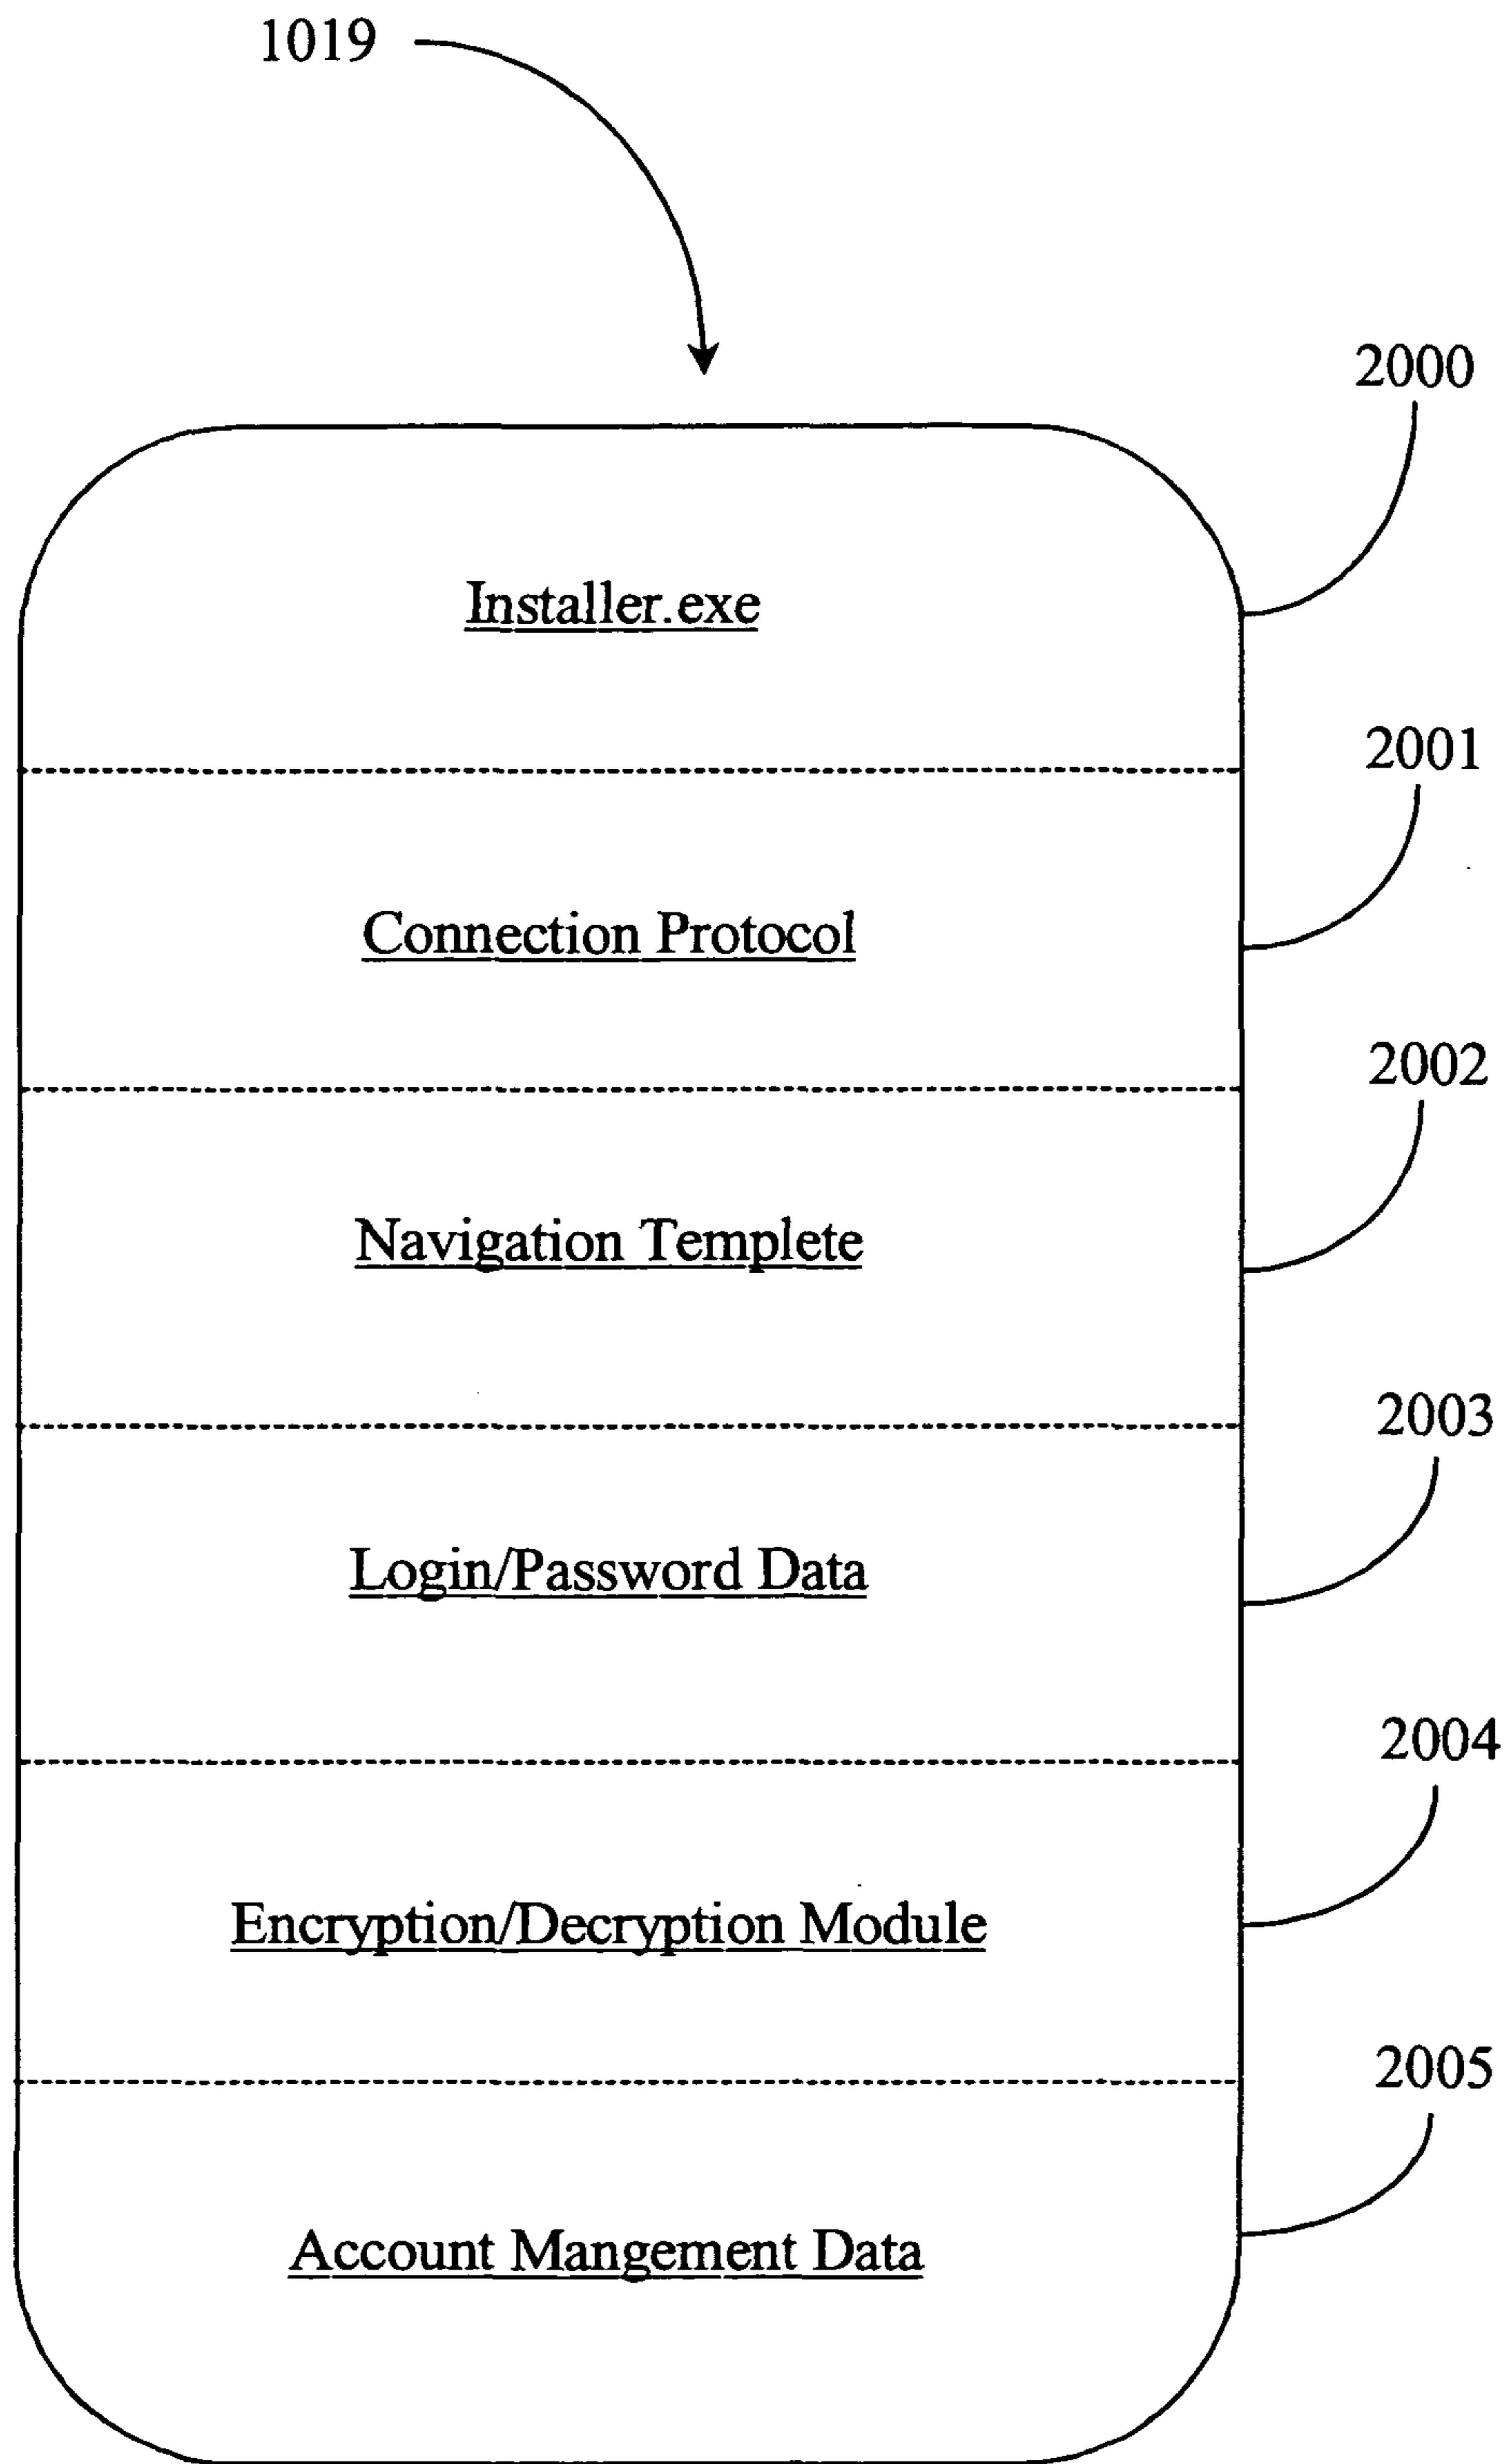 1019
2000
Installer.exe
2001
Connection Protocol
2002
Navigation Templete
2003
Login/Password Data
2004
Encryption/Decryption Module
2005
Account Mangement Data